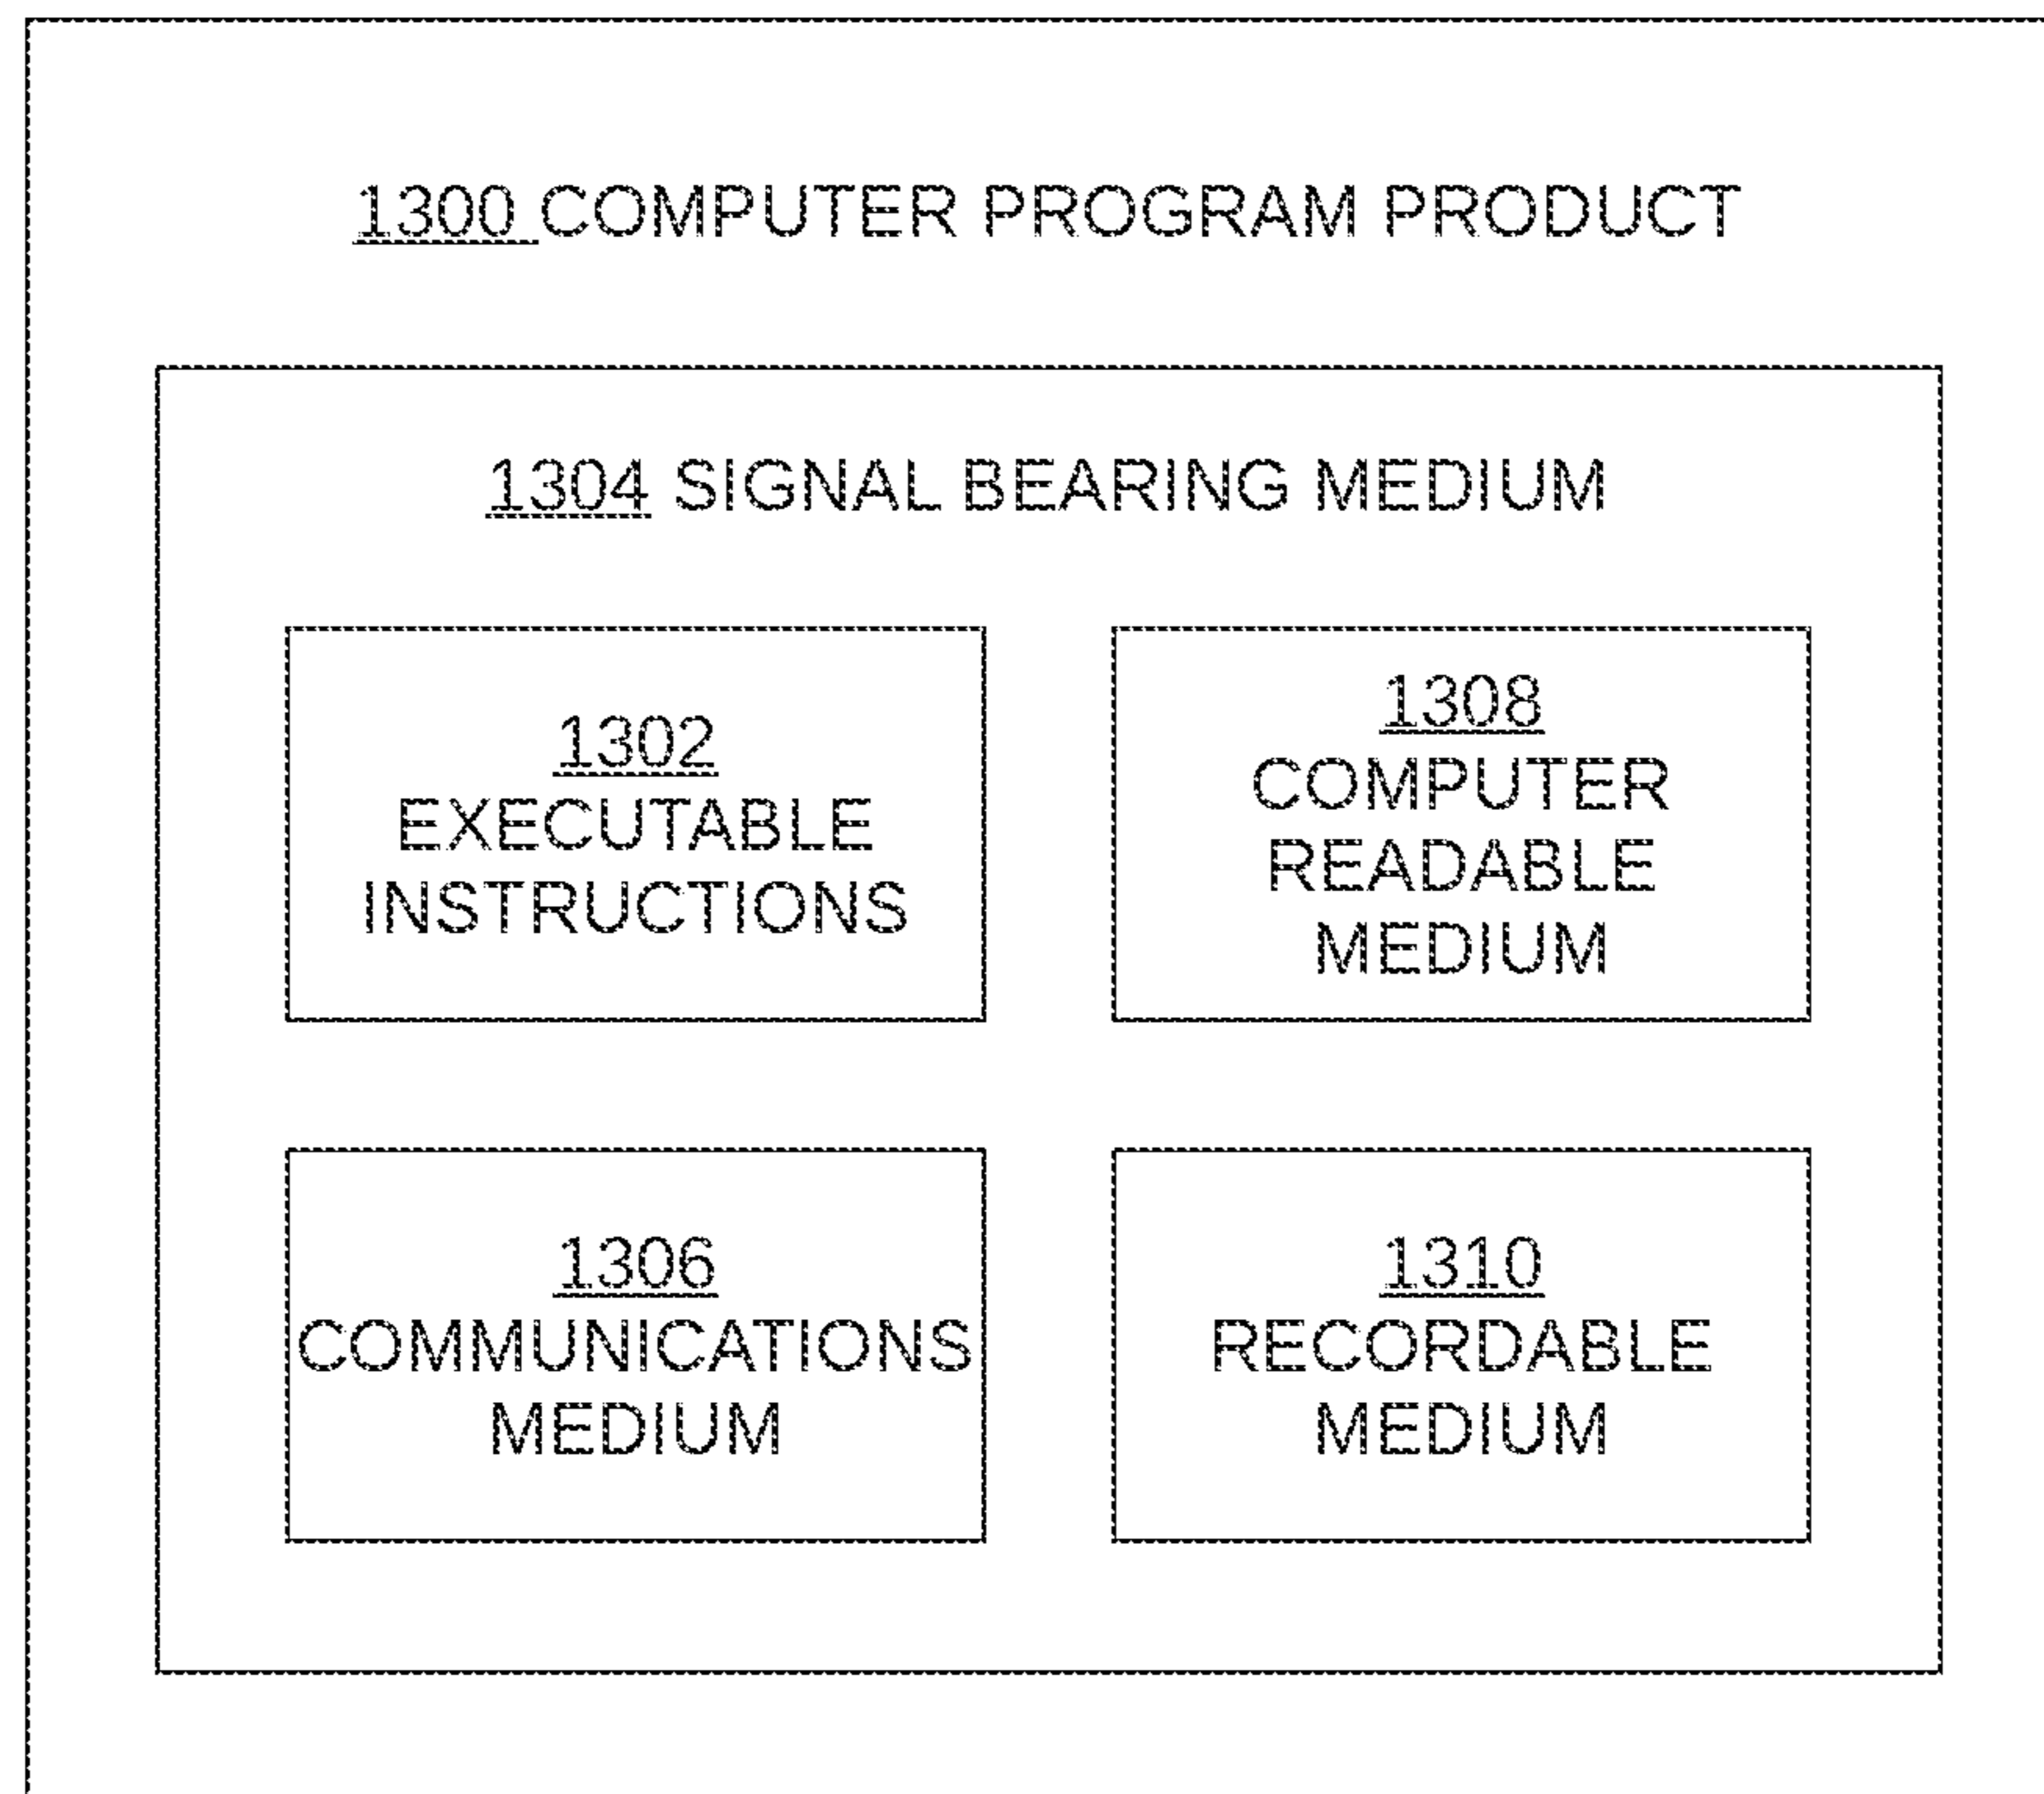 1300 COMPUTER PROGRAM PRODUCT
1304 SIGNAL BEARING MEDIUM
1302
EXECUTABLE
INSTRUCTIONS
1308
COMPUTER
READABLE
MEDIUM
1306
COMMUNICATIONS
MEDIUM
1310
RECORDABLE
MEDIUM